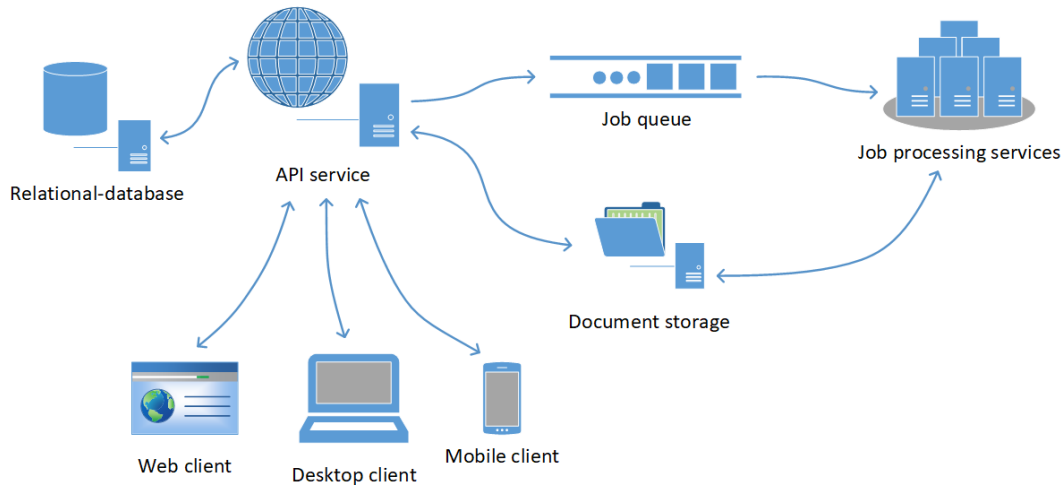 Job queue
Job processing services
API service
Relational-database
Document storage
Web client
Desktop client
Mobile client